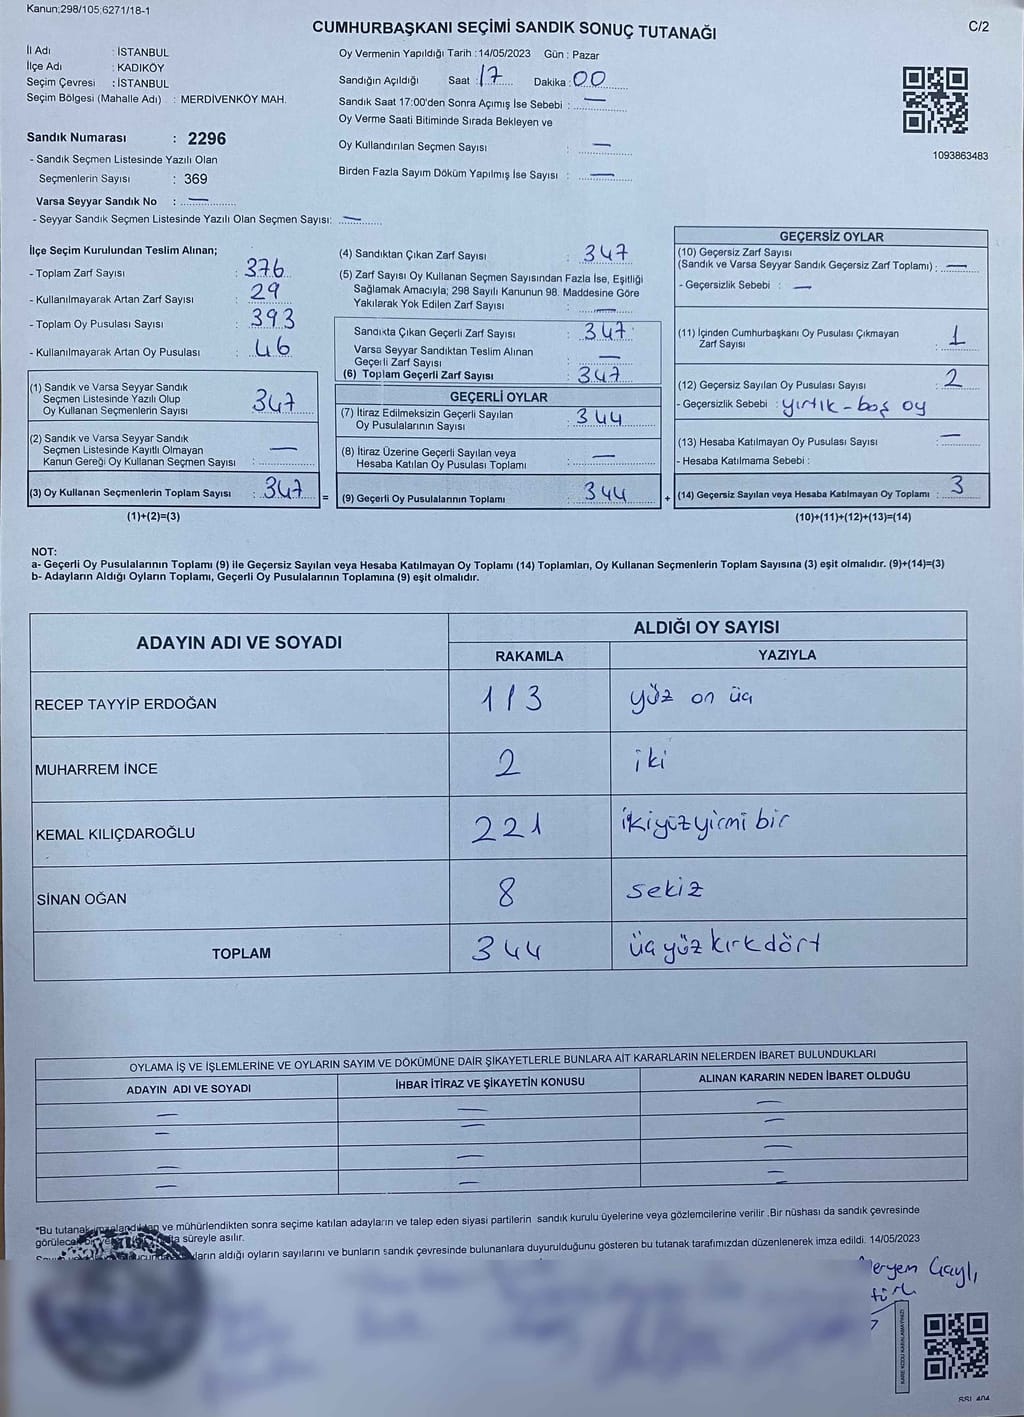 Kanun;298/105;6271/18-1
CUMHURBAŞKANI SEÇİMİ SANDIK SONUÇ TUTANAĞI
C/2
İl Adı : İSTANBUL
İlçe Adı : KADIKÖY
Seçim Çevresi : İSTANBUL
Seçim Bölgesi (Mahalle Adı) : MERDİVENKÖY MAH.
Sandık Numarası : 2296
- Sandık Seçmen Listesinde Yazılı Olan
Seçmenlerin Sayısı : 369
Varsa Seyyar Sandık No : —
- Seyyar Sandık Seçmen Listesinde Yazılı Olan Seçmen Sayısı: —
Oy Vermenin Yapıldığı Tarih :14/05/2023 Gün : Pazar
Sandığın Açıldığı Saat : 17 Dakika : 00
Sandık Saat 17:00'den Sonra Açımış İse Sebebi : —
Oy Verme Saati Bitiminde Sırada Bekleyen ve
Oy Kullandırılan Seçmen Sayısı : —
Birden Fazla Sayım Döküm Yapılmış İse Sayısı : —
1093863483
İlçe Seçim Kurulundan Teslim Alınan;
- Toplam Zarf Sayısı : 376
- Kullanılmayarak Artan Zarf Sayısı : 29
- Toplam Oy Pusulası Sayısı : 393
- Kullanılmayarak Artan Oy Pusulası : 46
(1) Sandık ve Varsa Seyyar Sandık
Seçmen Listesinde Yazılı Olup
Oy Kullanan Seçmenlerin Sayısı : 347
(2) Sandık ve Varsa Seyyar Sandık
Seçmen Listesinde Kayıtlı Olmayan
Kanun Gereği Oy Kullanan Seçmen Sayısı : —
(3) Oy Kullanan Seçmenlerin Toplam Sayısı : 347
(1)+(2)=(3)
(4) Sandıktan Çıkan Zarf Sayısı : 347
(5) Zarf Sayısı Oy Kullanan Seçmen Sayısından Fazla İse, Eşitliği
Sağlamak Amacıyla; 298 Sayılı Kanunun 98. Maddesine Göre
Yakılarak Yok Edilen Zarf Sayısı : —
Sandıkta Çıkan Geçerli Zarf Sayısı : 347
Varsa Seyyar Sandıktan Teslim Alınan
Geçerli Zarf Sayısı —
(6) Toplam Geçerli Zarf Sayısı : 347
GEÇERLİ OYLAR
(7) İtiraz Edilmeksizin Geçerli Sayılan
Oy Pusulalarının Sayısı : 344
(8) İtiraz Üzerine Geçerli Sayılan veya
Hesaba Katılan Oy Pusulası Toplamı : —
= (9) Geçerli Oy Pusulalarının Toplamı : 344
GEÇERSİZ OYLAR
(10) Geçersiz Zarf Sayısı
(Sandık ve Varsa Seyyar Sandık Geçersiz Zarf Toplamı) : —
- Geçersizlik Sebebi : —
(11) İçinden Cumhurbaşkanı Oy Pusulası Çıkmayan
Zarf Sayısı : 1
(12) Geçersiz Sayılan Oy Pusulası Sayısı : 2
- Geçersizlik Sebebi : yırtık - boş oy
(13) Hesaba Katılmayan Oy Pusulası Sayısı : —
- Hesaba Katılmama Sebebi :
+ (14) Geçersiz Sayılan veya Hesaba Katılmayan Oy Toplamı : 3
(10)+(11)+(12)+(13)=(14)
NOT:
a- Geçerli Oy Pusulalarının Toplamı (9) ile Geçersiz Sayılan veya Hesaba Katılmayan Oy Toplamı (14) Toplamları, Oy Kullanan Seçmenlerin Toplam Sayısına (3) eşit olmalıdır. (9)+(14)=(3)
b- Adayların Aldığı Oyların Toplamı, Geçerli Oy Pusulalarının Toplamına (9) eşit olmalıdır.
ADAYIN ADI VE SOYADI
ALDIĞI OY SAYISI
RAKAMLA YAZIYLA
RECEP TAYYİP ERDOĞAN 113 yüz on üç
MUHARREM İNCE 2 iki
KEMAL KILIÇDAROĞLU 221 ikiyüzyirmi bir
SİNAN OĞAN 8 sekiz
TOPLAM 344 üç yüz kırk dört
OYLAMA İŞ VE İŞLEMLERİNE VE OYLARIN SAYIM VE DÖKÜMÜNE DAİR ŞİKAYETLERLE BUNLARA AİT KARARLARIN NELERDEN İBARET BULUNDUKLARI
ADAYIN ADI VE SOYADI İHBAR İTİRAZ VE ŞİKAYETİN KONUSU ALINAN KARARIN NEDEN İBARET OLDUĞU
— — —
— — —
— — —
— — —
*Bu tutanak imzalandıktan ve mühürlendikten sonra seçime katılan adayların ve talep eden siyasi partilerin sandık kurulu üyelerine veya gözlemcilerine verilir .Bir nüshası da sandık çevresinde
görülecek bir süreyle asılır.
aldığı oyların sayılarını ve bunların sandık çevresinde bulunanlara duyurulduğunu gösteren bu tutanak tarafımızdan düzenlenerek imza edildi. 14/05/2023
KARE KODU KARALAMAYINIZ!